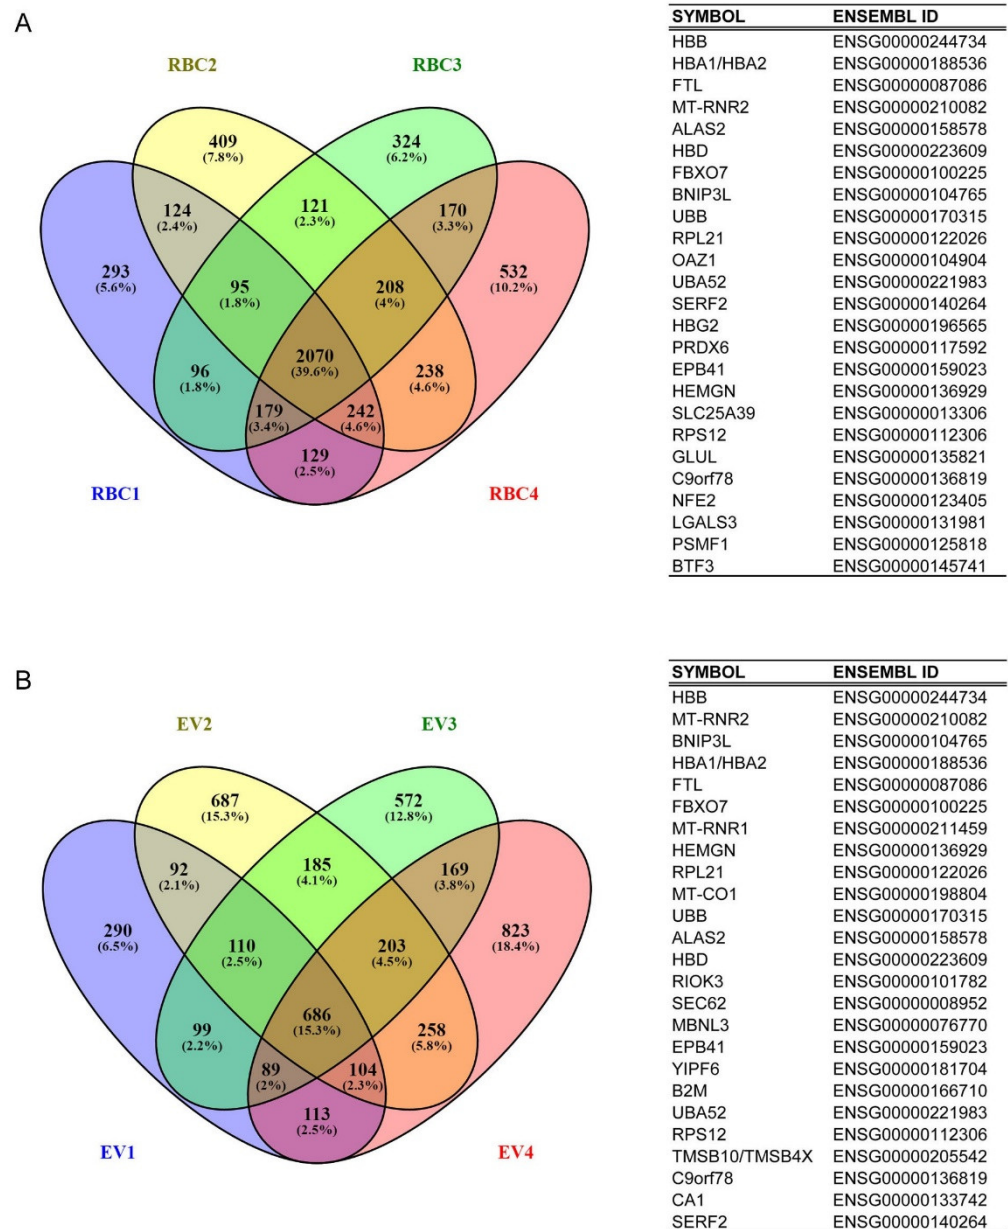 A
RBC2
RBC3
409
(7.8%)
324
(6.2%)
124
(2.4%)
121
(2.3%)
170
(3.3%)
293
(5.6%)
95
(1.8%)
208
(4%)
532
(10.2%)
96
(1.8%)
2070
(39.6%)
238
(4.6%)
179
(3.4%)
242
(4.6%)
129
(2.5%)
RBC1
RBC4
SYMBOL ENSEMBL ID
HBB ENSG00000244734
HBA1/HBA2 ENSG00000188536
FTL ENSG00000087086
MT-RNR2 ENSG00000210082
ALAS2 ENSG00000158578
HBD ENSG00000223609
FBXO7 ENSG00000100225
BNIP3L ENSG00000104765
UBB ENSG00000170315
RPL21 ENSG00000122026
OAZ1 ENSG00000104904
UBA52 ENSG00000221983
SERF2 ENSG00000140264
HBG2 ENSG00000196565
PRDX6 ENSG00000117592
EPB41 ENSG00000159023
HEMGN ENSG00000136929
SLC25A39 ENSG00000013306
RPS12 ENSG00000112306
GLUL ENSG00000135821
C9orf78 ENSG00000136819
NFE2 ENSG00000123405
LGALS3 ENSG00000131981
PSMF1 ENSG00000125818
BTF3 ENSG00000145741
B
EV2
EV3
687
(15.3%)
572
(12.8%)
92
(2.1%)
185
(4.1%)
169
(3.8%)
290
(6.5%)
110
(2.5%)
203
(4.5%)
823
(18.4%)
99
(2.2%)
686
(15.3%)
258
(5.8%)
89
(2%)
104
(2.3%)
113
(2.5%)
EV1
EV4
SYMBOL ENSEMBL ID
HBB ENSG00000244734
MT-RNR2 ENSG00000210082
BNIP3L ENSG00000104765
HBA1/HBA2 ENSG00000188536
FTL ENSG00000087086
FBXO7 ENSG00000100225
MT-RNR1 ENSG00000211459
HEMGN ENSG00000136929
RPL21 ENSG00000122026
MT-CO1 ENSG00000198804
UBB ENSG00000170315
ALAS2 ENSG00000158578
HBD ENSG00000223609
RIOK3 ENSG00000101782
SEC62 ENSG00000008952
MBNL3 ENSG00000076770
EPB41 ENSG00000159023
YIPF6 ENSG00000181704
B2M ENSG00000166710
UBA52 ENSG00000221983
RPS12 ENSG00000112306
TMSB10/TMSB4X ENSG00000205542
C9orf78 ENSG00000136819
CA1 ENSG00000133742
SERF2 ENSG00000140264